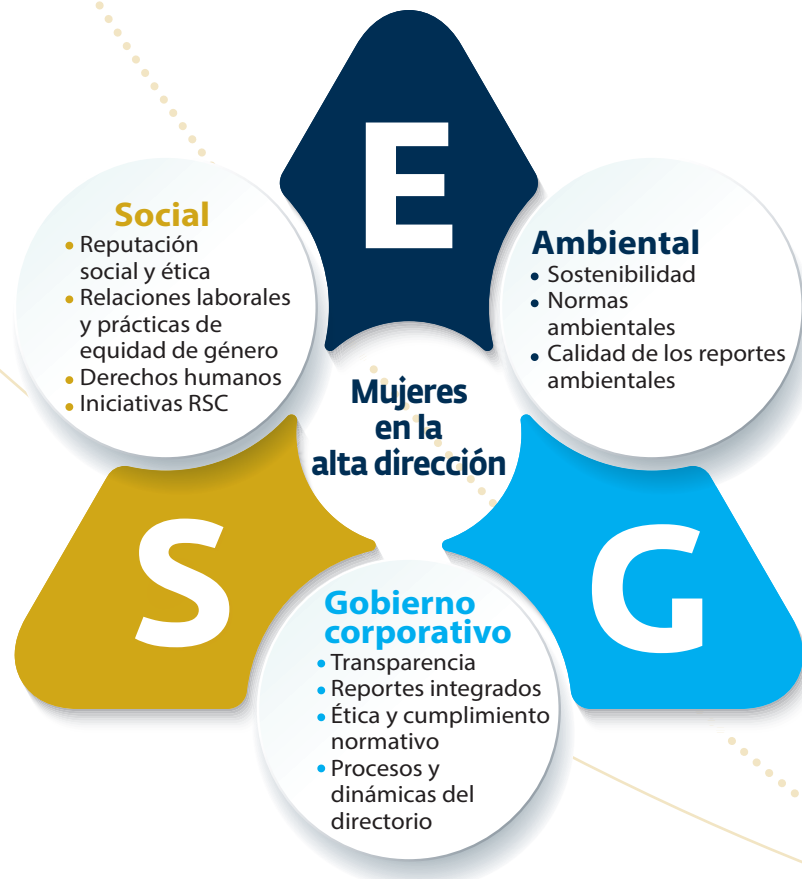 E
Social
• Reputación
social y ética
• Relaciones laborales
y prácticas de
equidad de género
• Derechos humanos
• Iniciativas RSC
Ambiental
• Sostenibilidad
• Normas
ambientales
• Calidad de los reportes
ambientales
Mujeres
en la
alta dirección
S
G
Gobierno
corporativo
• Transparencia
• Reportes integrados
• Ética y cumplimiento
normativo
• Procesos y
dinámicas del
directorio